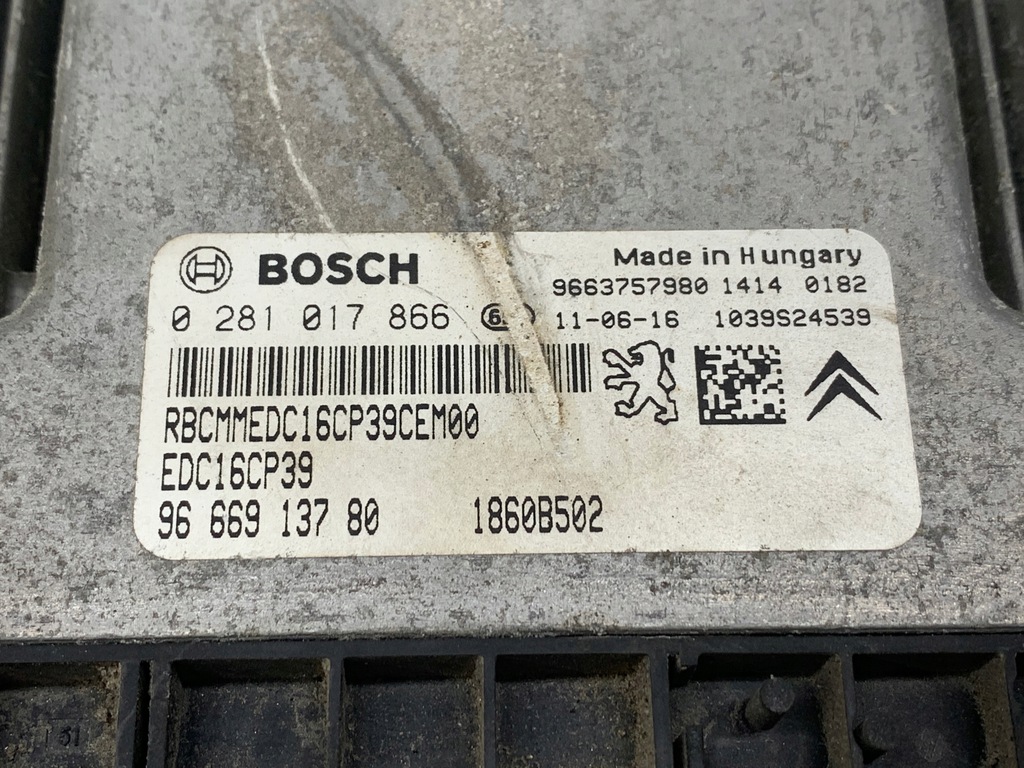 BOSCH
Made in Hungary
9663757980 1414 0182
0 281 017 866
11-06-16 1039S24539
RBCMMEDC16CP39CEM00
EDC16CP39
96 669 137 80 1860B502